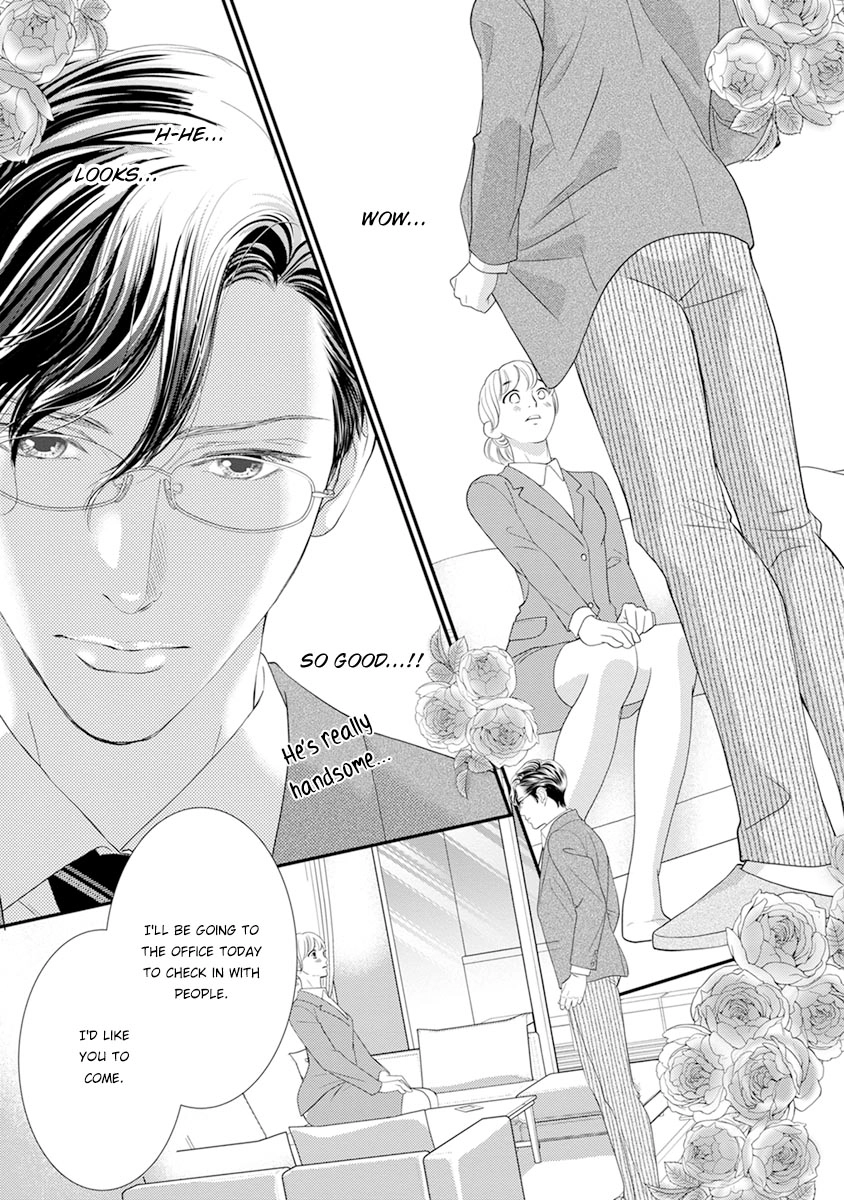 WOW...
H-HE...
LOOKS...
SO GOOD...!!
He's really
handsome...
I'LL BE GOING TO
THE OFFICE TODAY
TO CHECK IN WITH
PEOPLE.
I'D LIKE
YOU TO
COME.